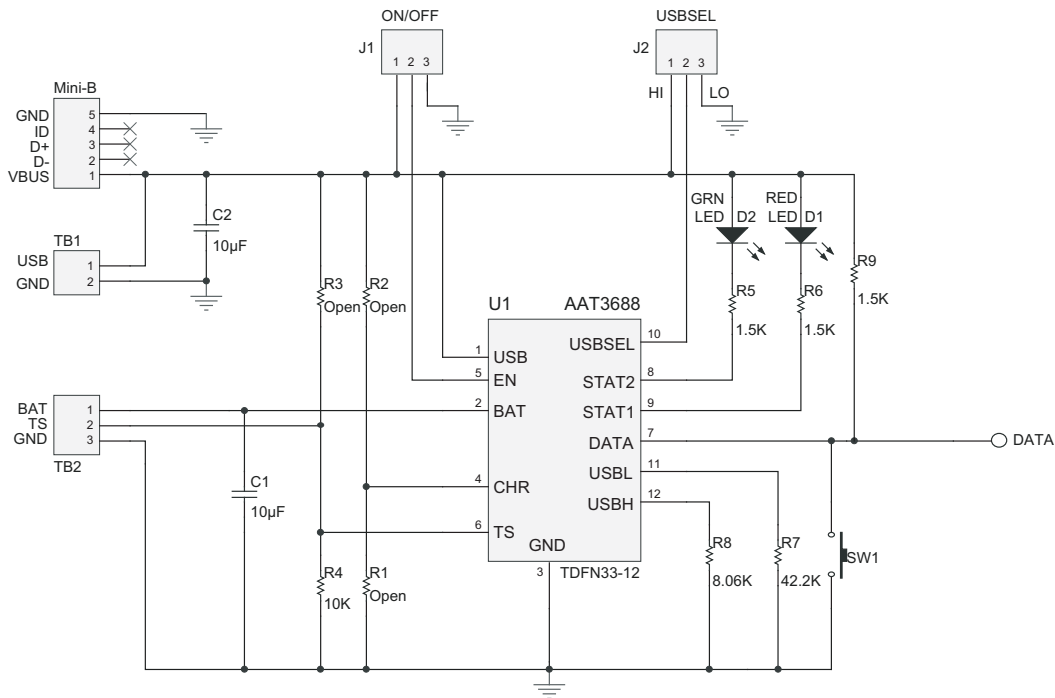 ON/OFF
J1
1 2 3
USBSEL
J2
1 2 3
HI
LO
Mini-B
GND 5
ID 4
D+ 3
D- 2
VBUS 1
C2
10µF
TB1
USB 1
GND 2
GRN
LED D2
RED
LED D1
R9
1.5K
R3
Open
R2
Open
R5
1.5K
R6
1.5K
U1 AAT3688
1 USB
5 EN
2 BAT
4 CHR
6 TS
GND
3
TDFN33-12
USBSEL 10
STAT2 8
STAT1 9
DATA 7
USBL 11
USBH 12
DATA
BAT 1
TS 2
GND 3
TB2
C1
10µF
R4
10K
R1
Open
R8
8.06K
R7
42.2K
SW1